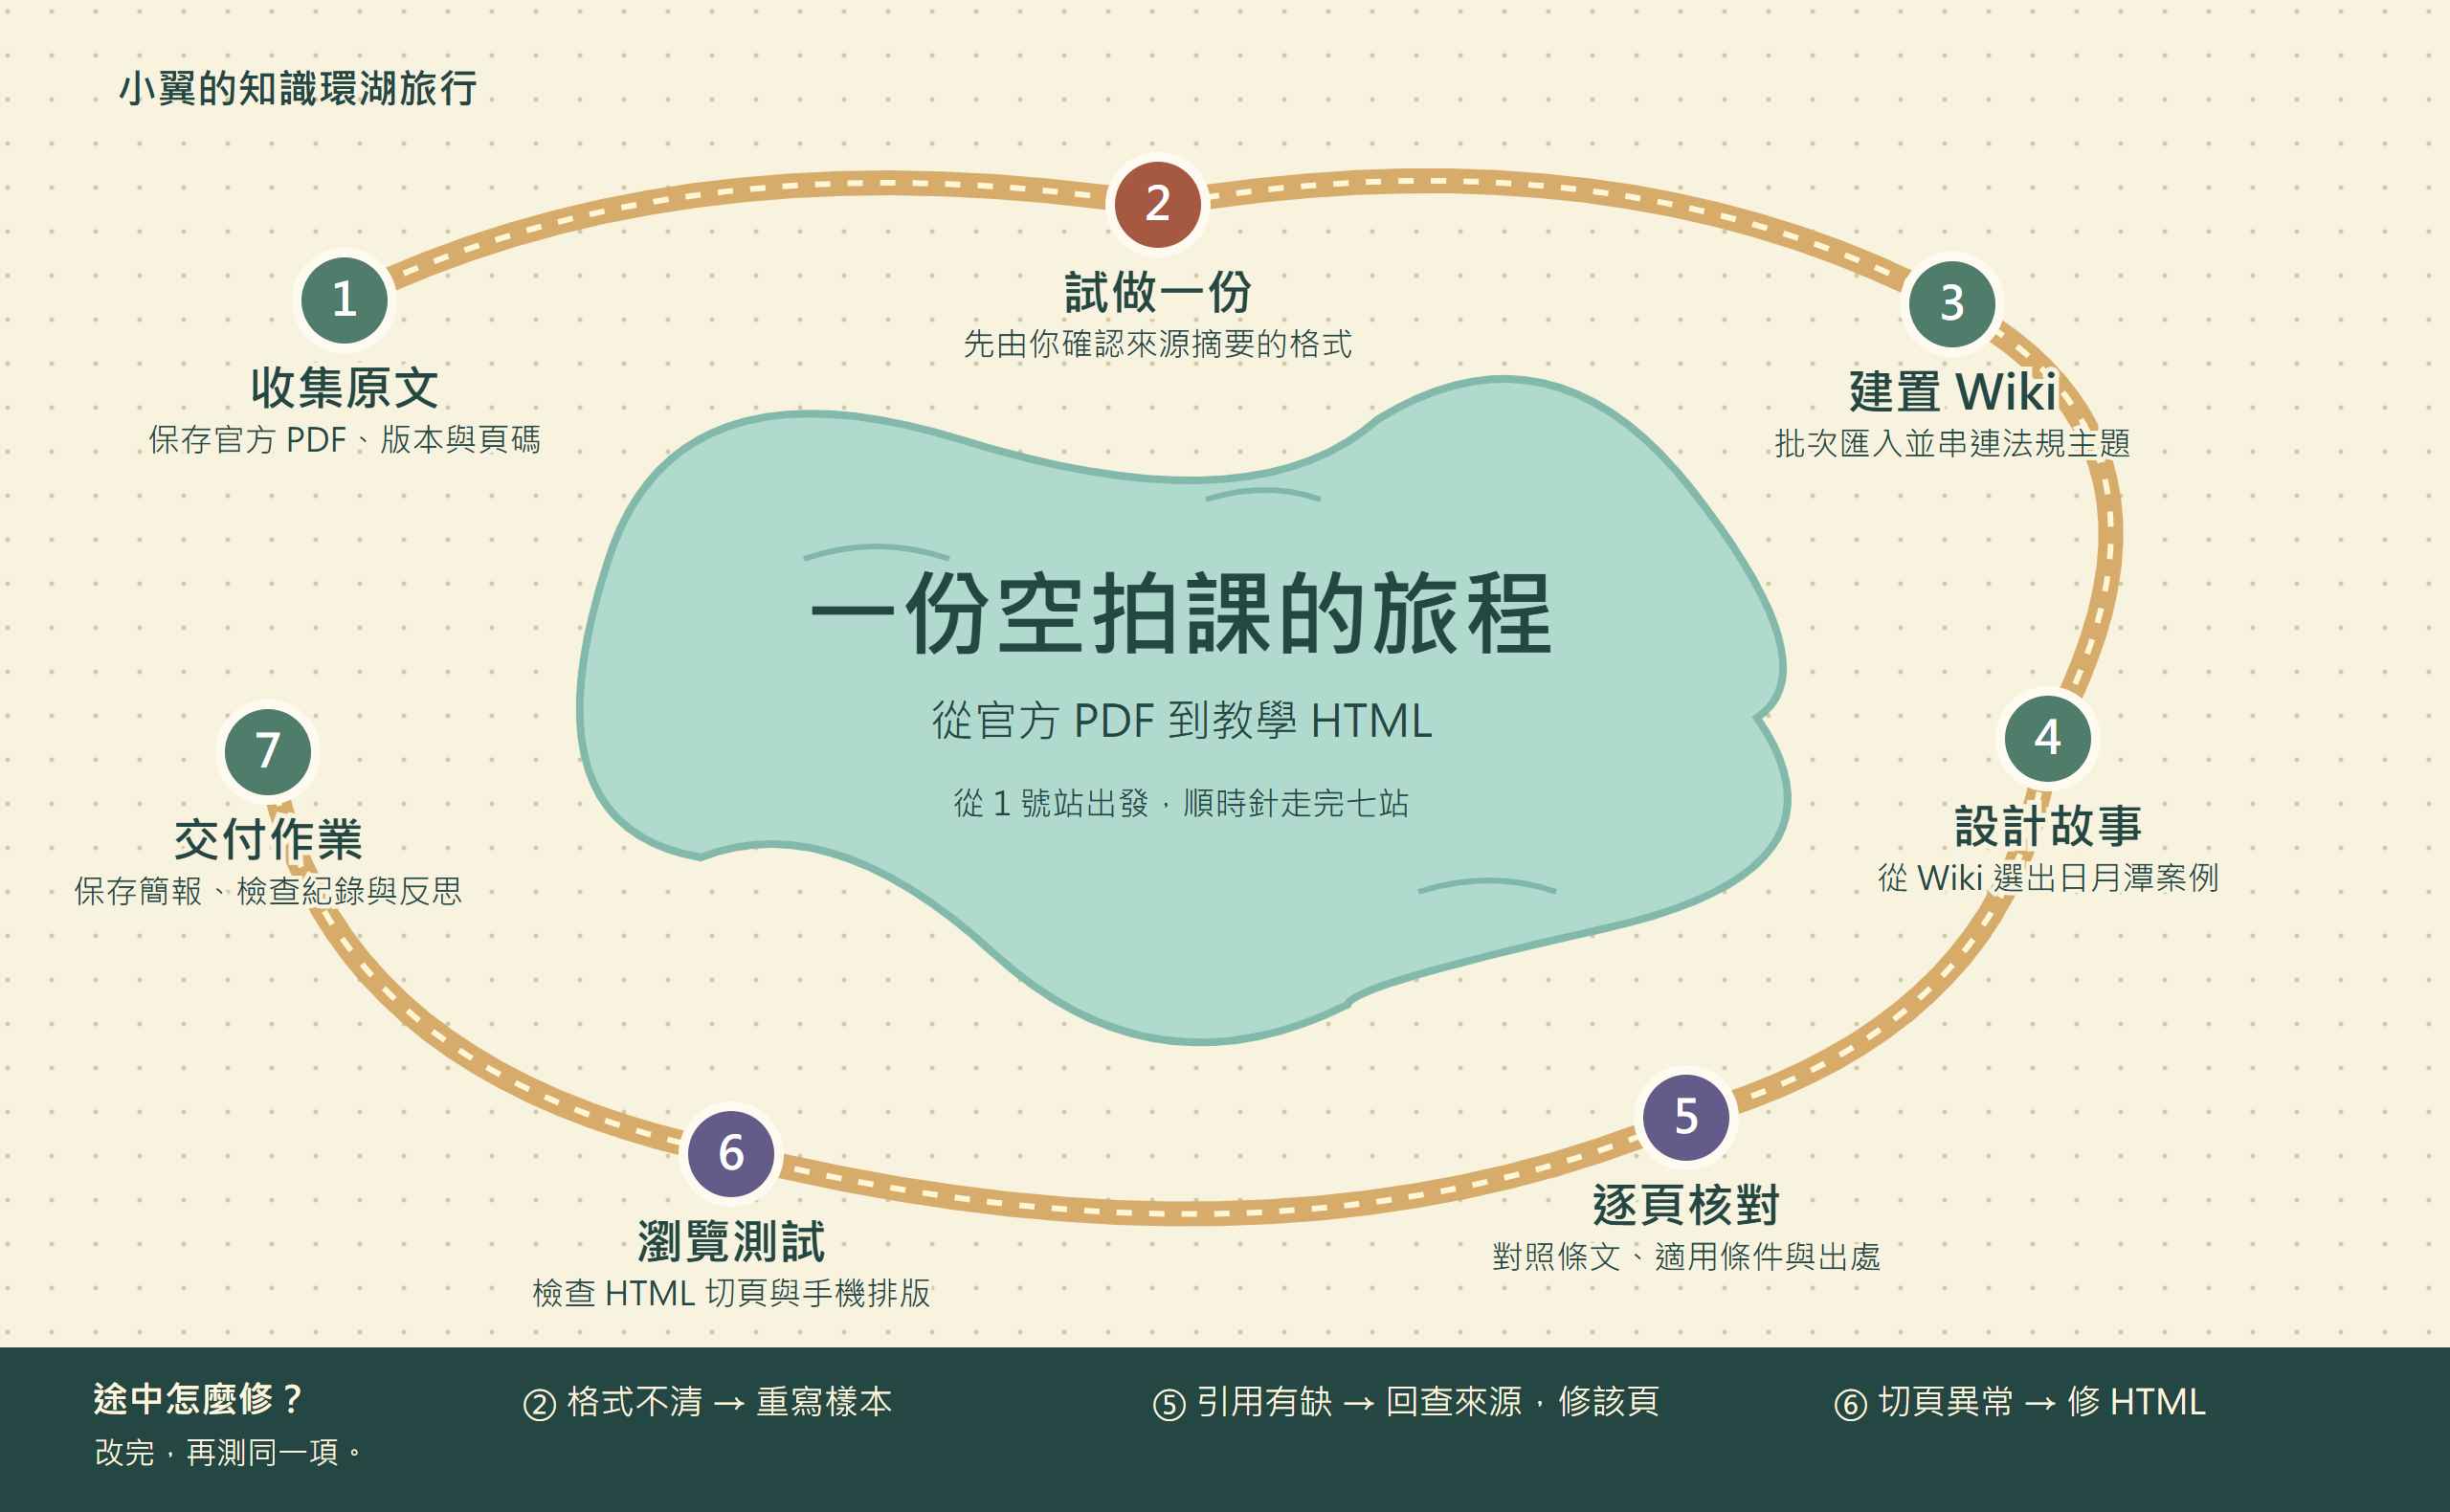 小翼的知識環湖旅行
1
收集原文
保存官方 PDF、版本與頁碼
2
試做一份
先由你確認來源摘要的格式
3
建置 Wiki
批次匯入並串連法規主題
一份空拍課的旅程
從官方 PDF 到教學 HTML
從 1 號站出發，順時針走完七站
4
設計故事
從 Wiki 選出日月潭案例
5
逐頁核對
對照條文、適用條件與出處
6
瀏覽測試
檢查 HTML 切頁與手機排版
7
交付作業
保存簡報、檢查紀錄與反思
途中怎麼修？
改完，再測同一項。
② 格式不清 → 重寫樣本
⑤ 引用有缺 → 回查來源，修該頁
⑥ 切頁異常 → 修 HTML